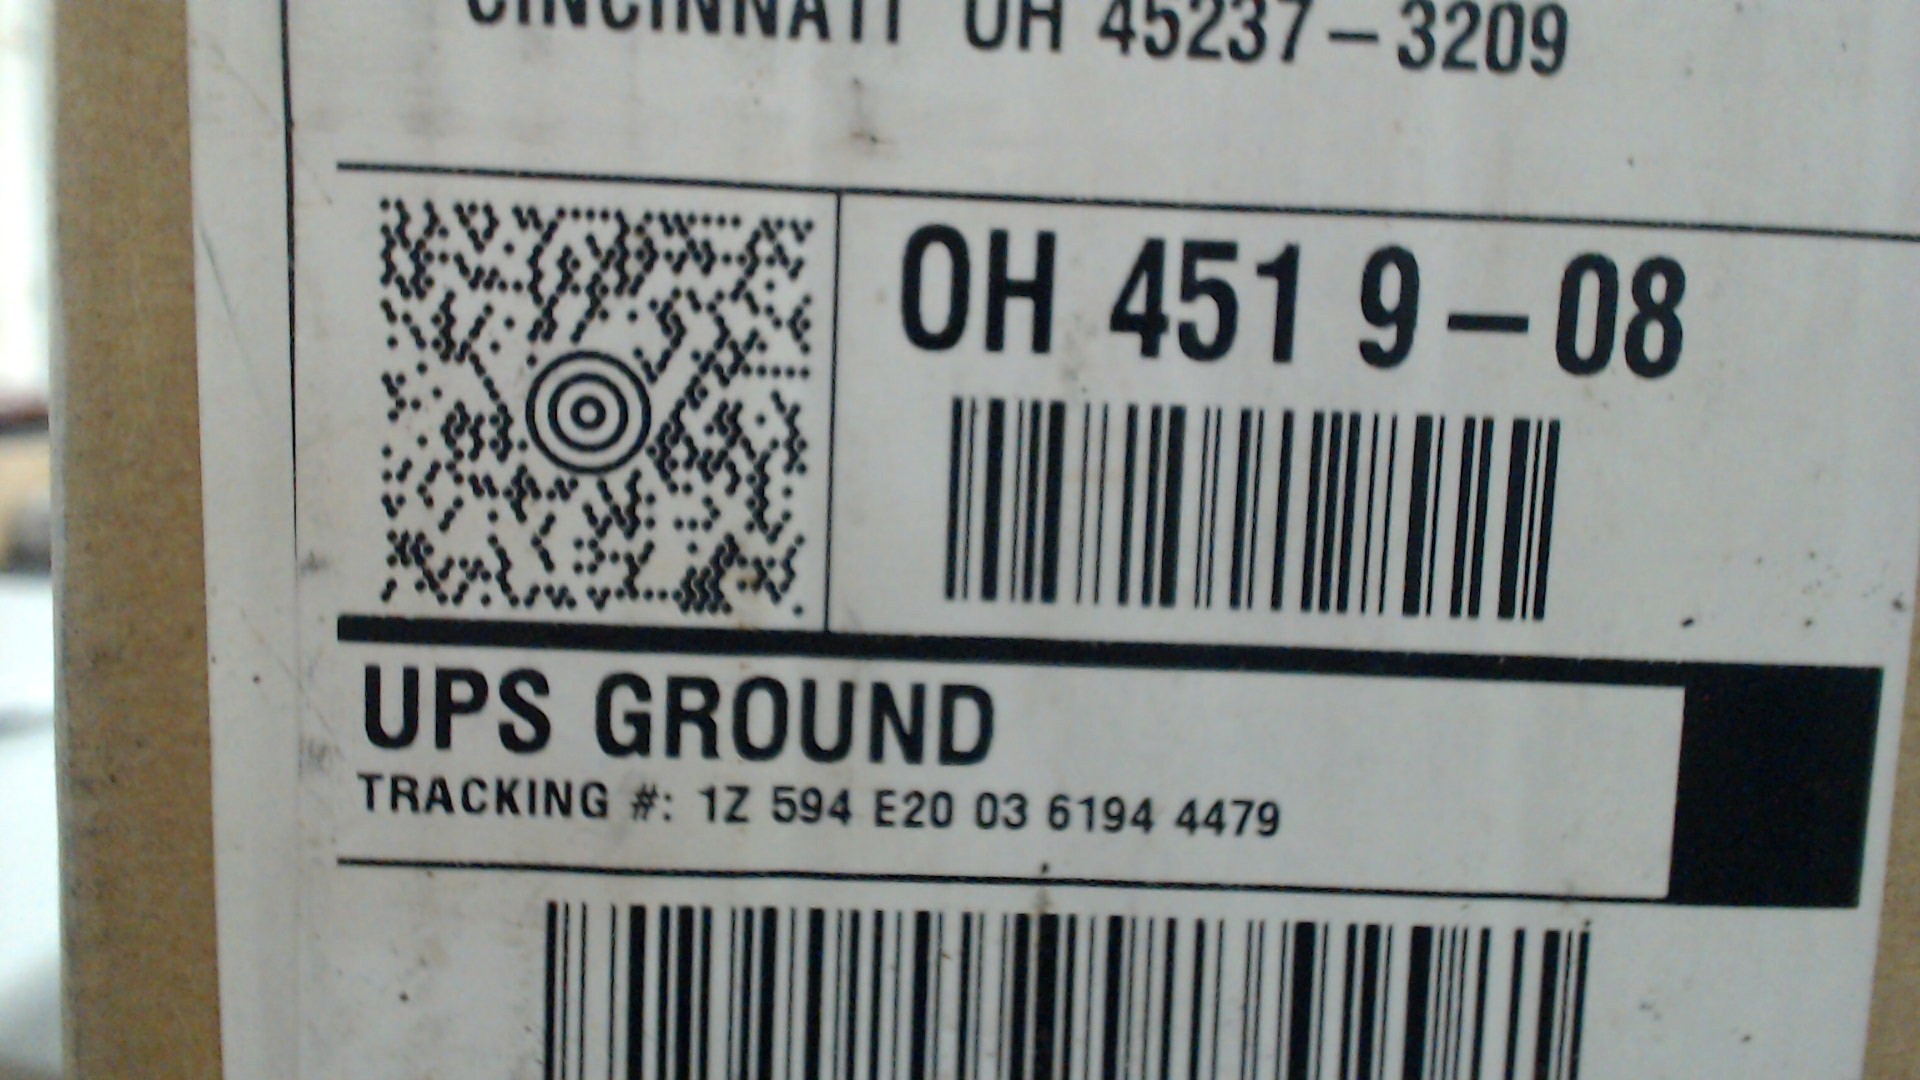 CINCINNATI OH 45237-3209
OH 451 9-08
UPS GROUND
TRACKING #: 1Z 594 E20 03 6194 4479